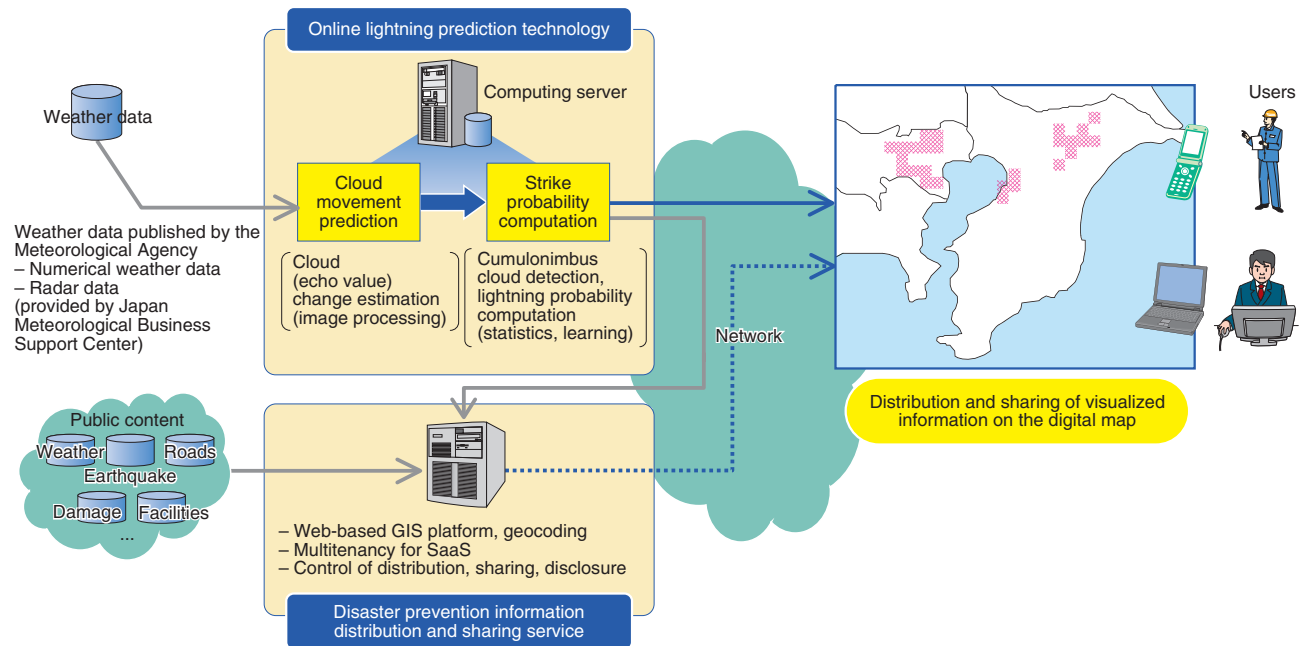 Online lightning prediction technology
Computing server
Weather data
Cloud
movement
prediction
Strike
probability
computation
Weather data published by the
Meteorological Agency
– Numerical weather data
– Radar data
(provided by Japan
Meteorological Business
Support Center)
Cloud
(echo value)
change estimation
(image processing)
Cumulonimbus
cloud detection,
lightning probability
computation
(statistics, learning)
Network
Users
Distribution and sharing of visualized
information on the digital map
Public content
Weather
Roads
Earthquake
Damage
Facilities
...
– Web-based GIS platform, geocoding
– Multitenancy for SaaS
– Control of distribution, sharing, disclosure
Disaster prevention information
distribution and sharing service